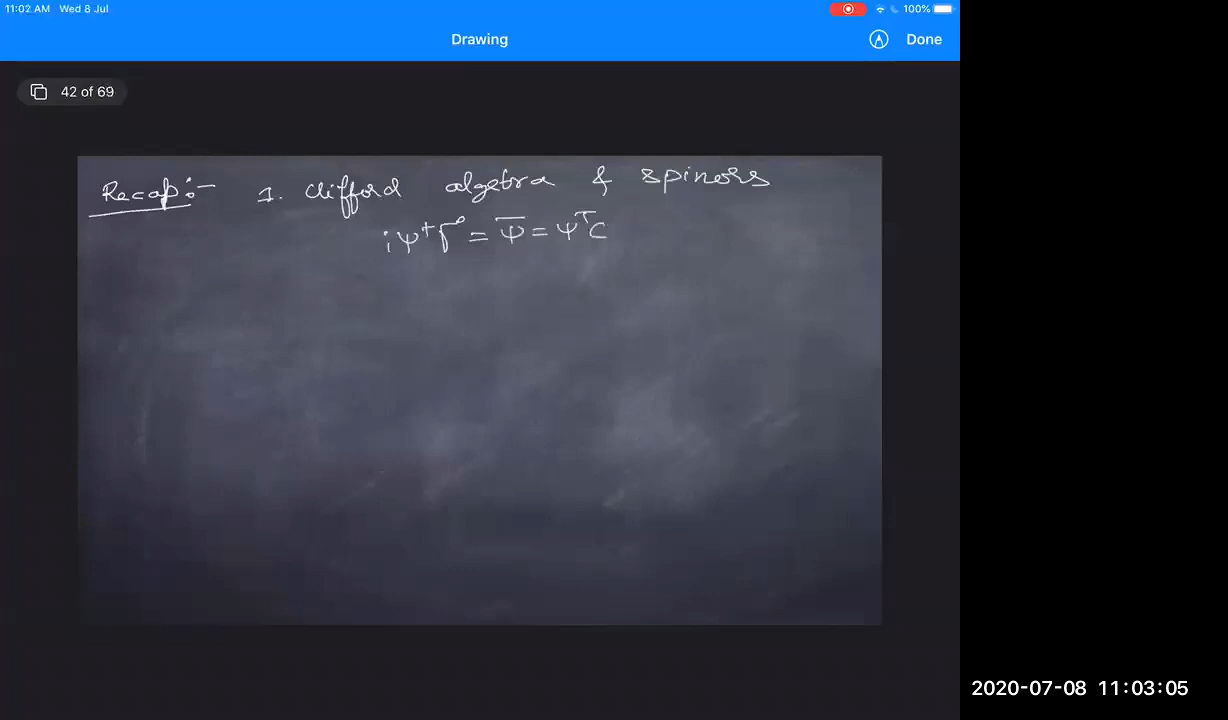 11:02 AM Wed 8 Jul
100%
Drawing
Done
42 of 69
Recap:- 1. Clifford algebra & spinors
iψ†Γ⁰ = ψ̅ = ψᵀC
2020-07-08 11:03:05